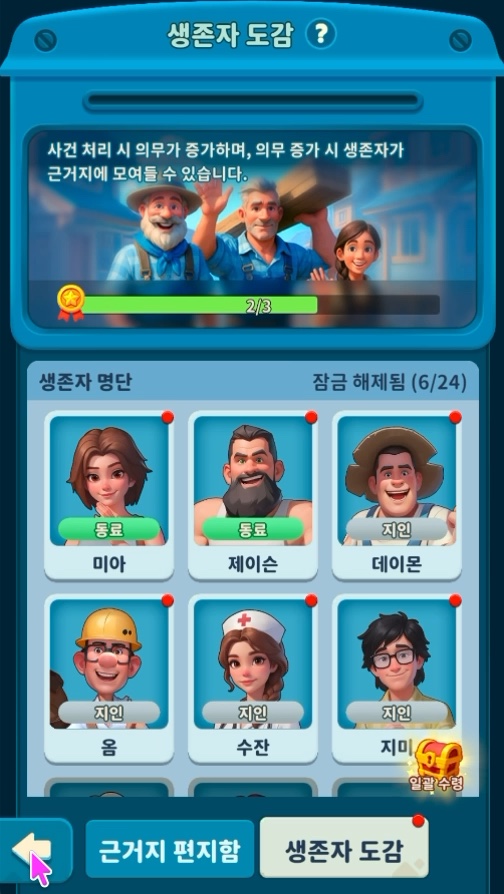 생존자 도감 ?
사건 처리 시 의무가 증가하며, 의무 증가 시 생존자가
근거지에 모여들 수 있습니다.
2/3
생존자 명단 잠금 해제됨 (6/24)
동료 동료 지인
미아 제이슨 데이몬
지인 지인 지인
옴 수잔 지미
일괄 수령
근거지 편지함 생존자 도감